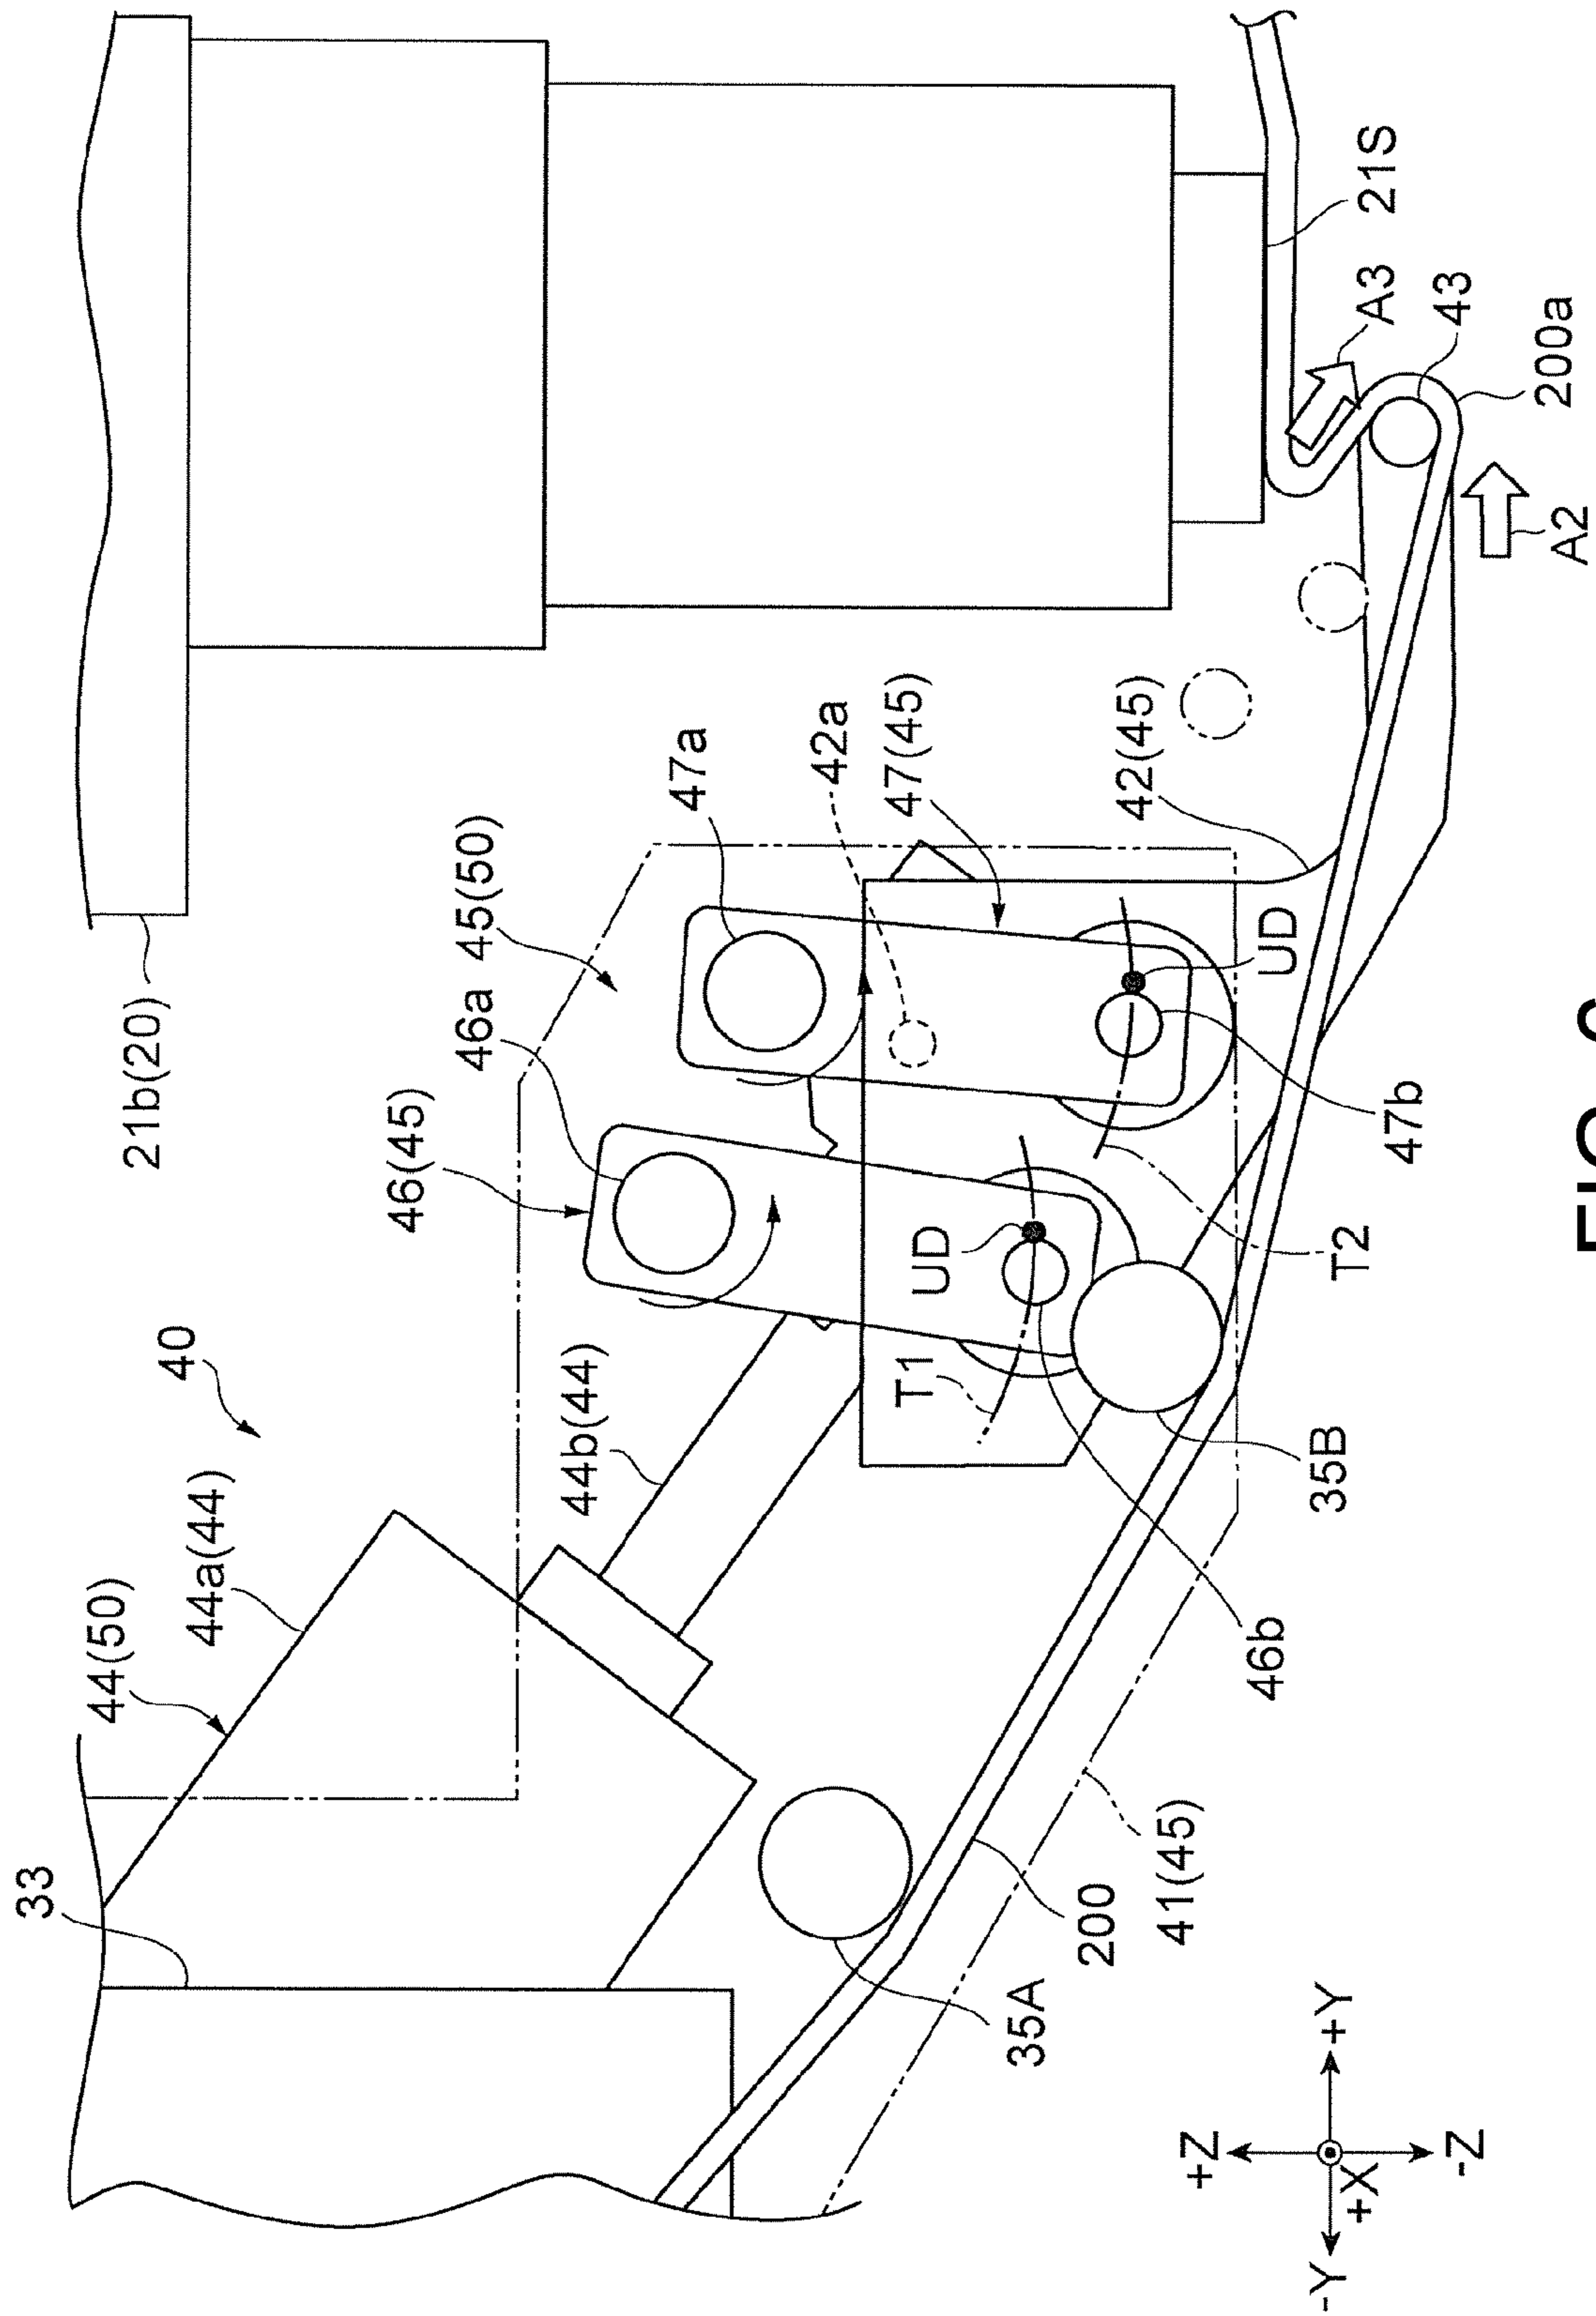 21b(20)
33
44(50)
44a(44)
40
46(45)
46a
45(50)
47a
42a
47(45)
42(45)
44b(44)
UD
UD
T1
T2
47b
35B
46b
35A
200
41(45)
21S
A3
43
200a
A2
+Z
-Y
+Y
+X
-Z